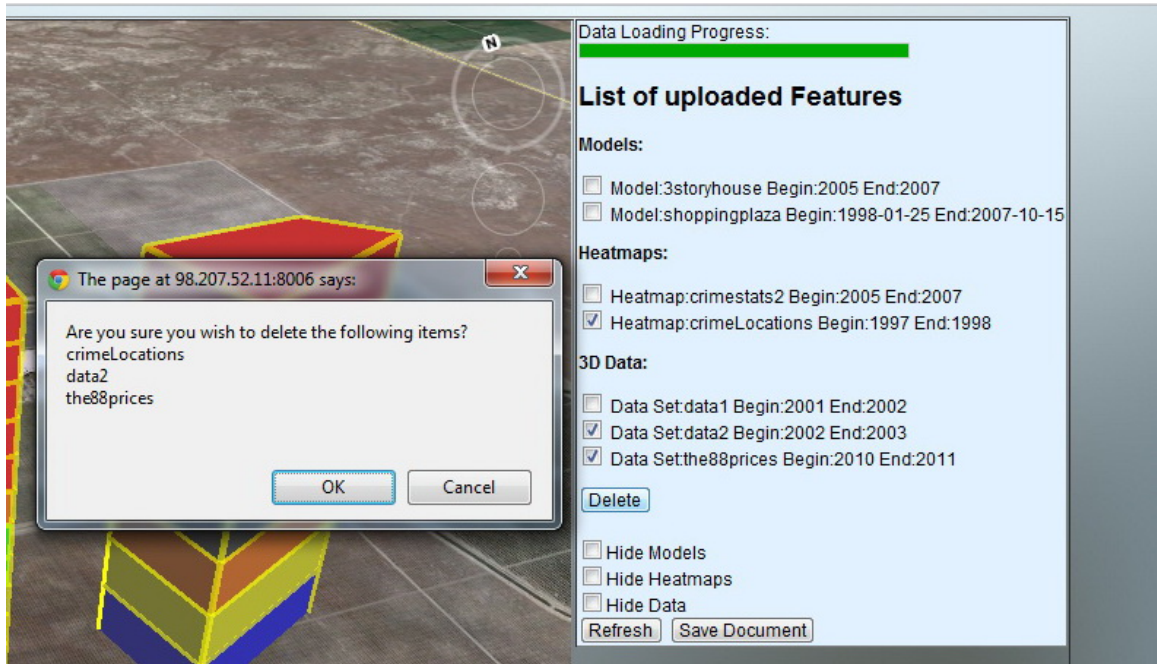 N
The page at 98.207.52.11:8006 says:
Are you sure you wish to delete the following items?
crimeLocations
data2
the88prices
OK
Cancel
Data Loading Progress:
List of uploaded Features
Models:
Model:3storyhouse Begin:2005 End:2007
Model:shoppingplaza Begin:1998-01-25 End:2007-10-15
Heatmaps:
Heatmap:crimestats2 Begin:2005 End:2007
Heatmap:crimeLocations Begin:1997 End:1998
3D Data:
Data Set:data1 Begin:2001 End:2002
Data Set:data2 Begin:2002 End:2003
Data Set:the88prices Begin:2010 End:2011
Delete
Hide Models
Hide Heatmaps
Hide Data
Refresh Save Document